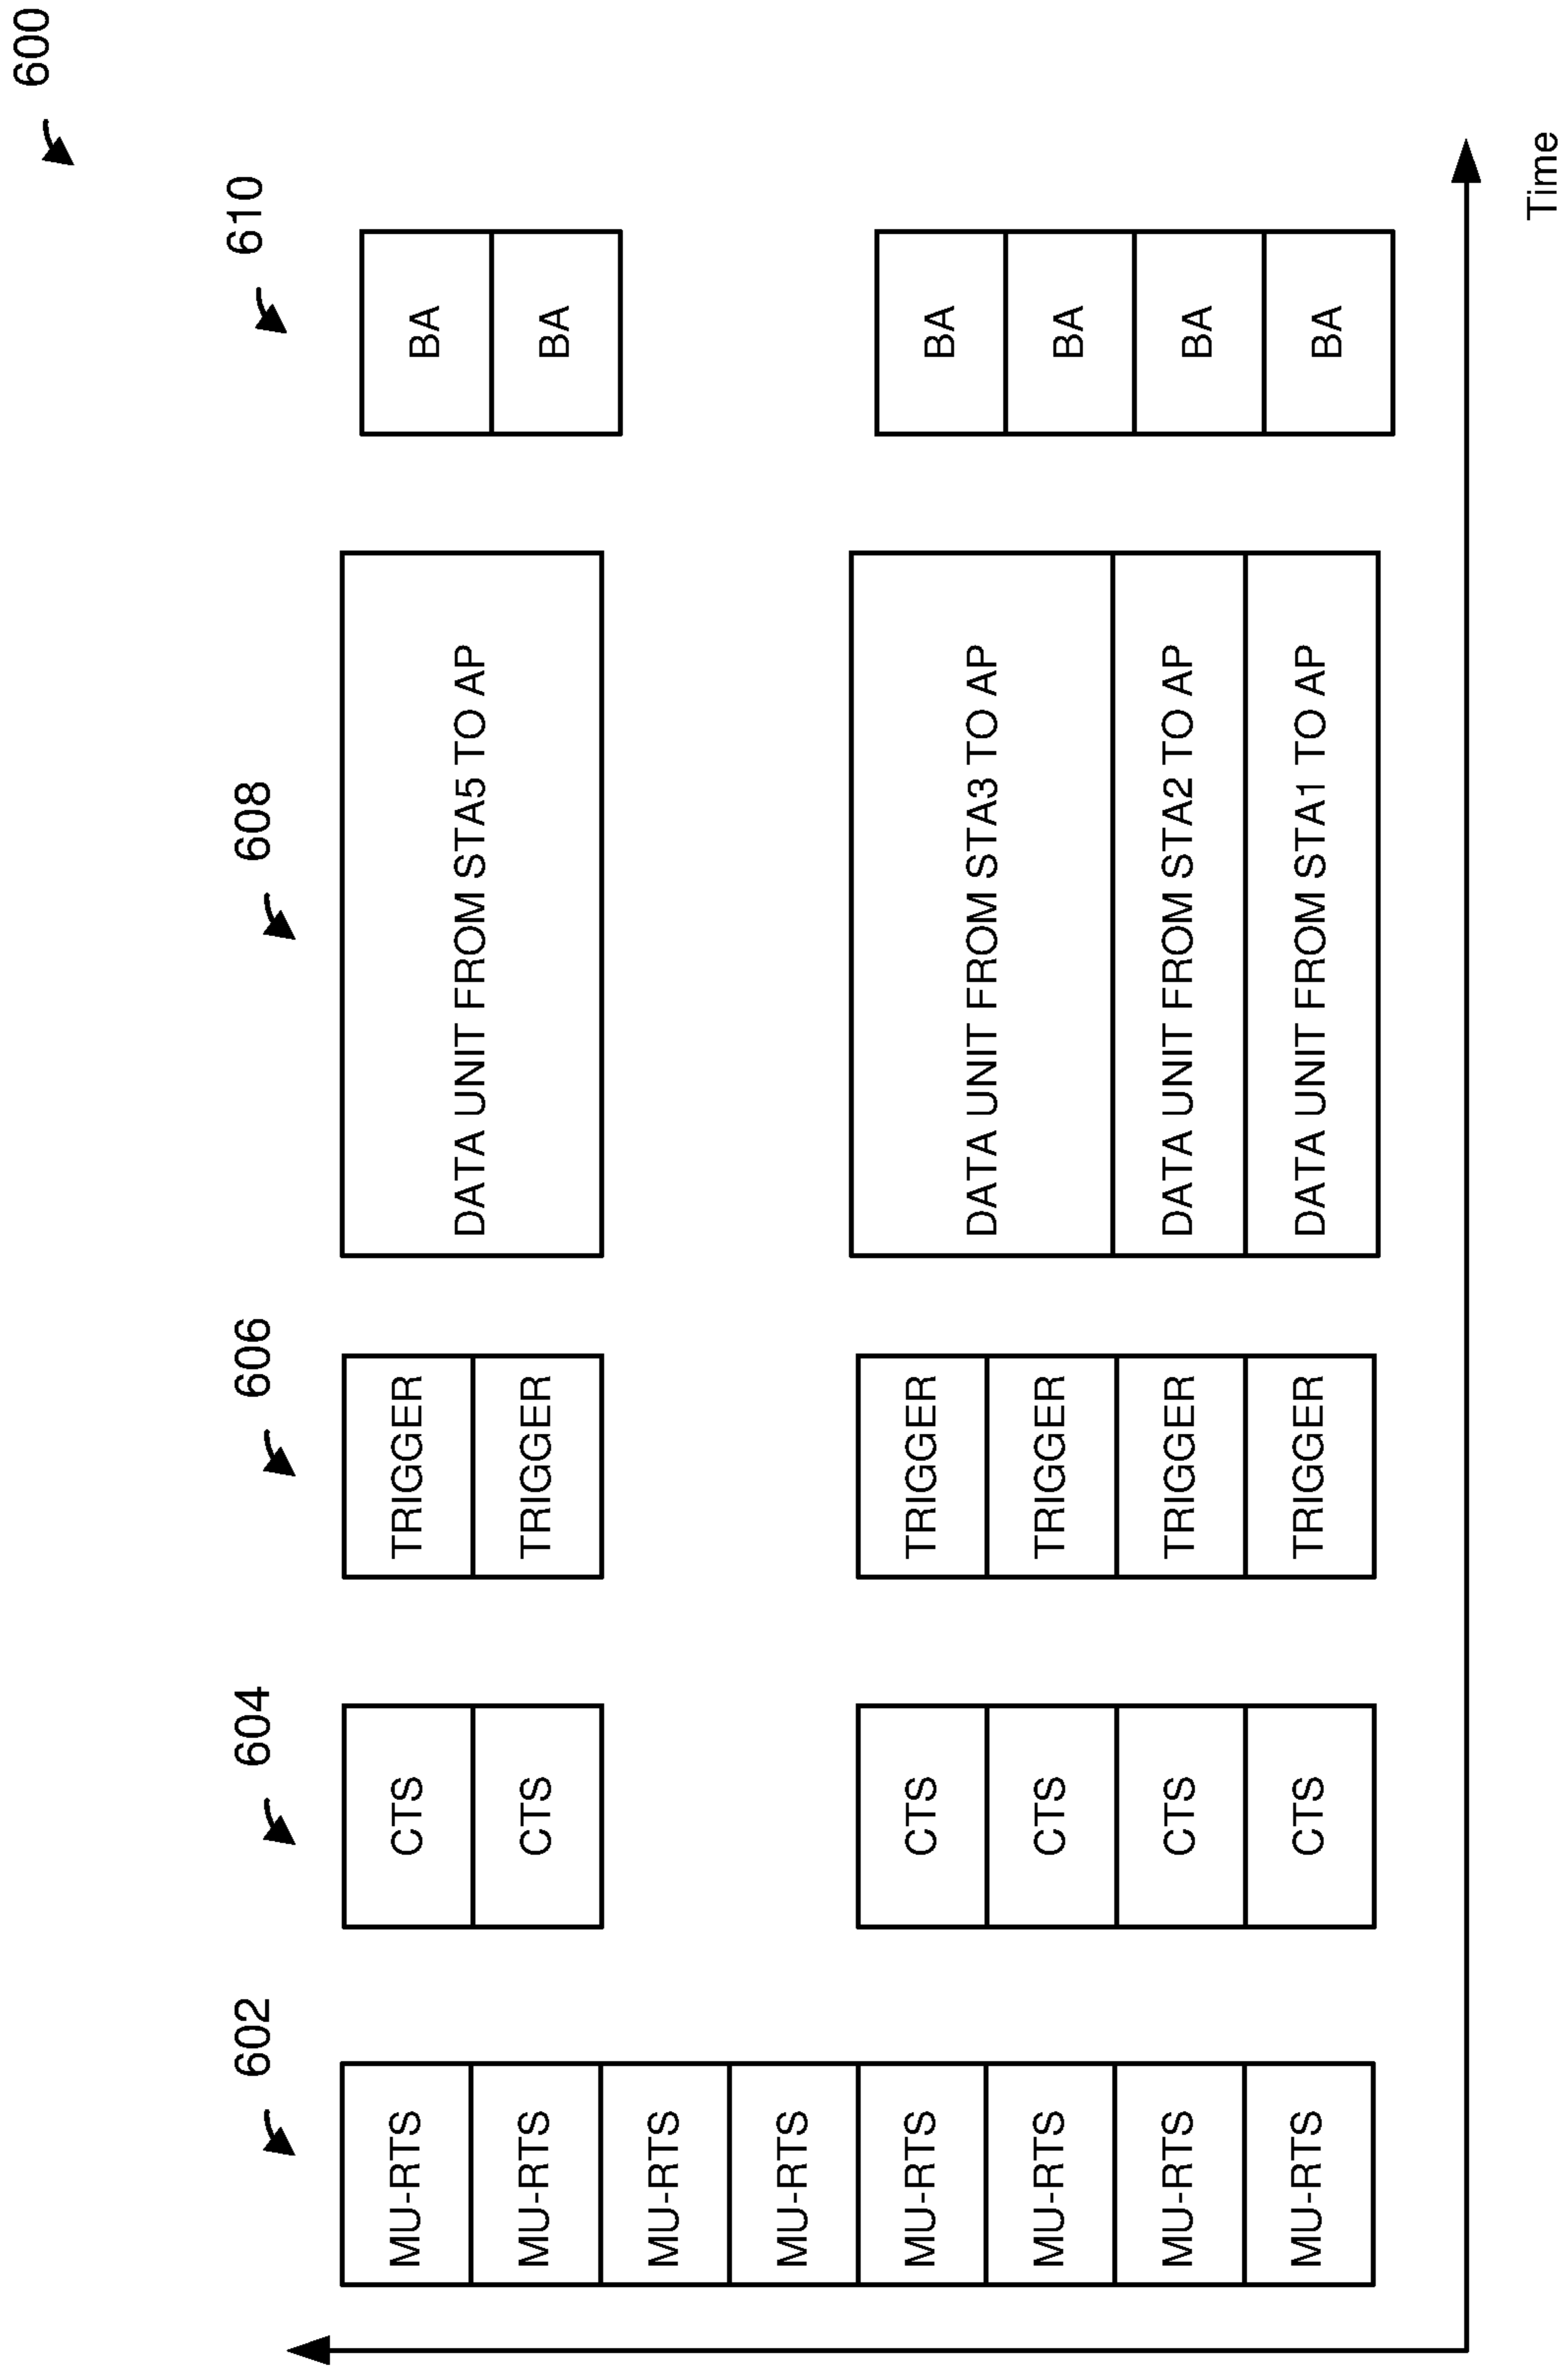 600
602
MU-RTS
MU-RTS
MU-RTS
MU-RTS
MU-RTS
MU-RTS
MU-RTS
MU-RTS
604
CTS
CTS
CTS
CTS
CTS
CTS
606
TRIGGER
TRIGGER
TRIGGER
TRIGGER
TRIGGER
TRIGGER
608
DATA UNIT FROM STA5 TO AP
DATA UNIT FROM STA3 TO AP
DATA UNIT FROM STA2 TO AP
DATA UNIT FROM STA1 TO AP
610
BA
BA
BA
BA
BA
BA
Time